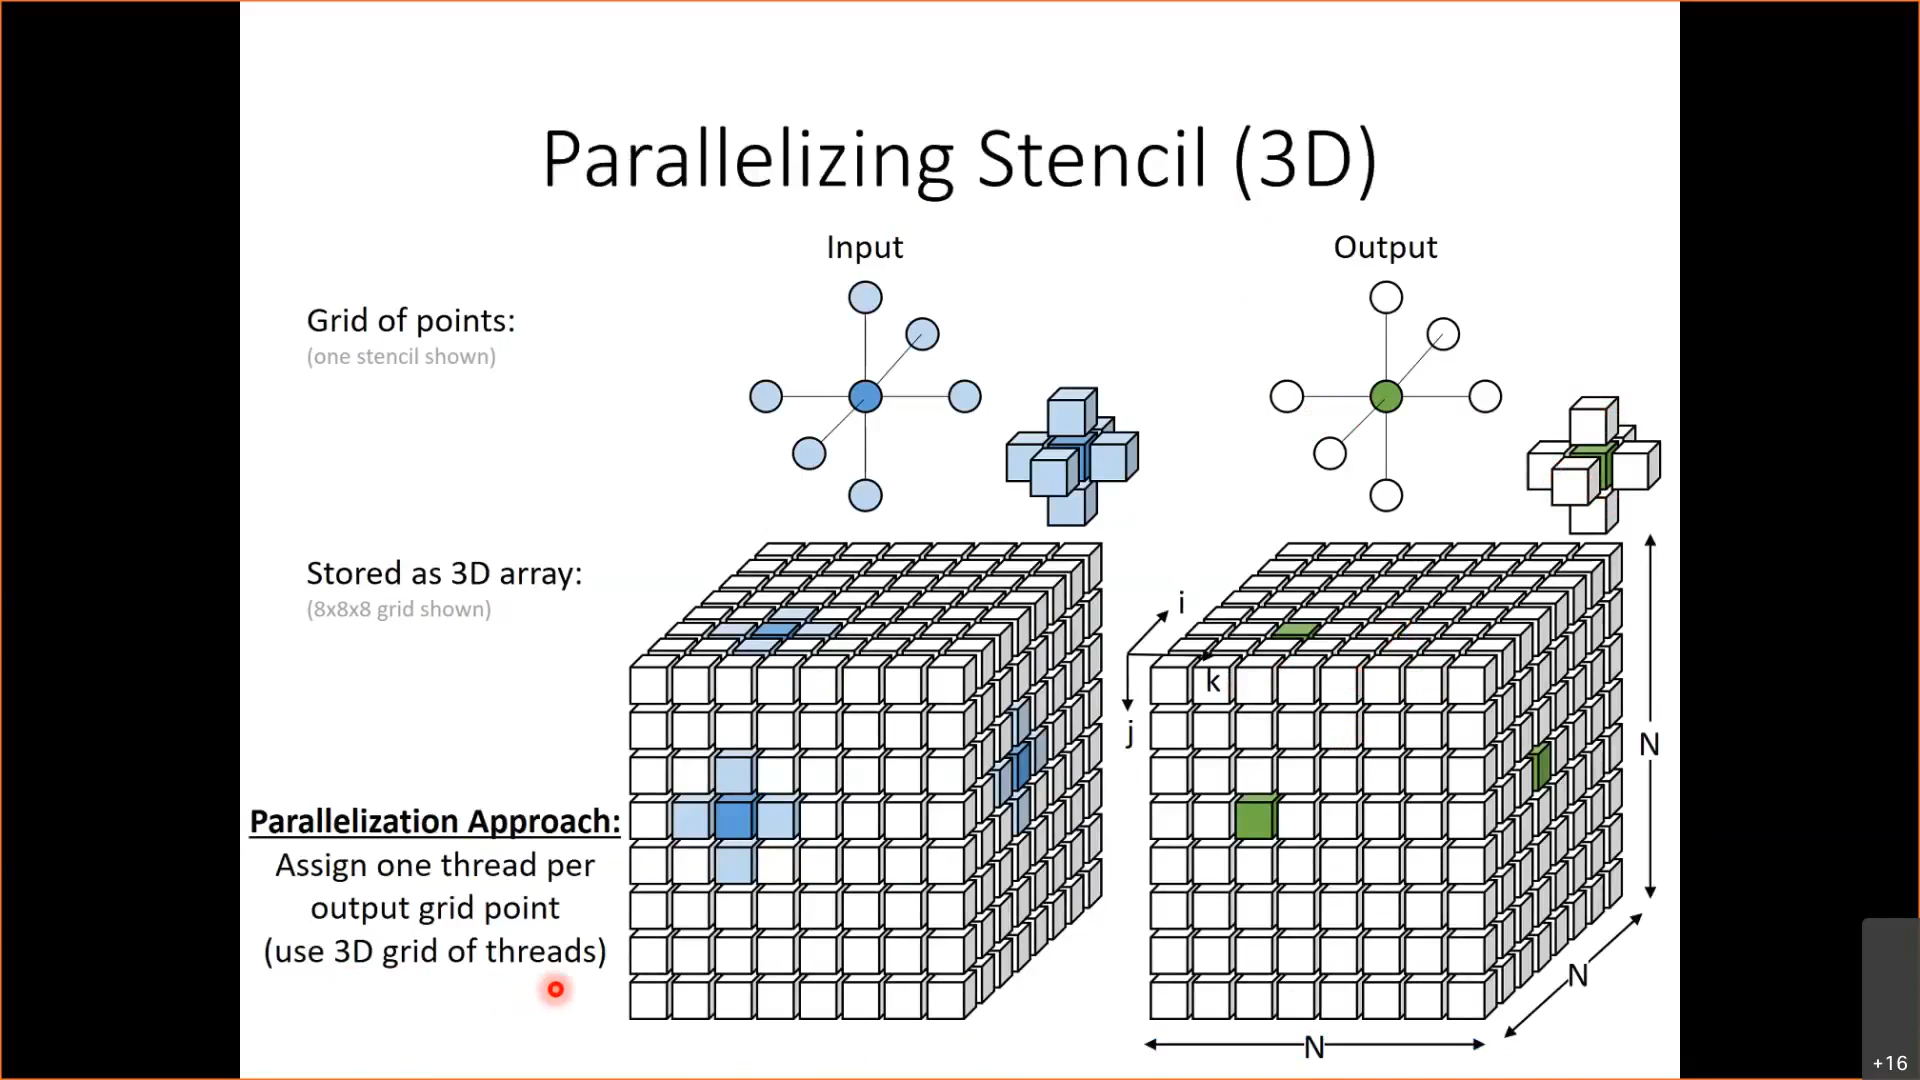 Parallelizing Stencil (3D)
Input
Output
Grid of points:
(one stencil shown)
Stored as 3D array:
(8x8x8 grid shown)
i
k
j
N
Parallelization Approach:
Assign one thread per
output grid point
(use 3D grid of threads)
N
N
+16